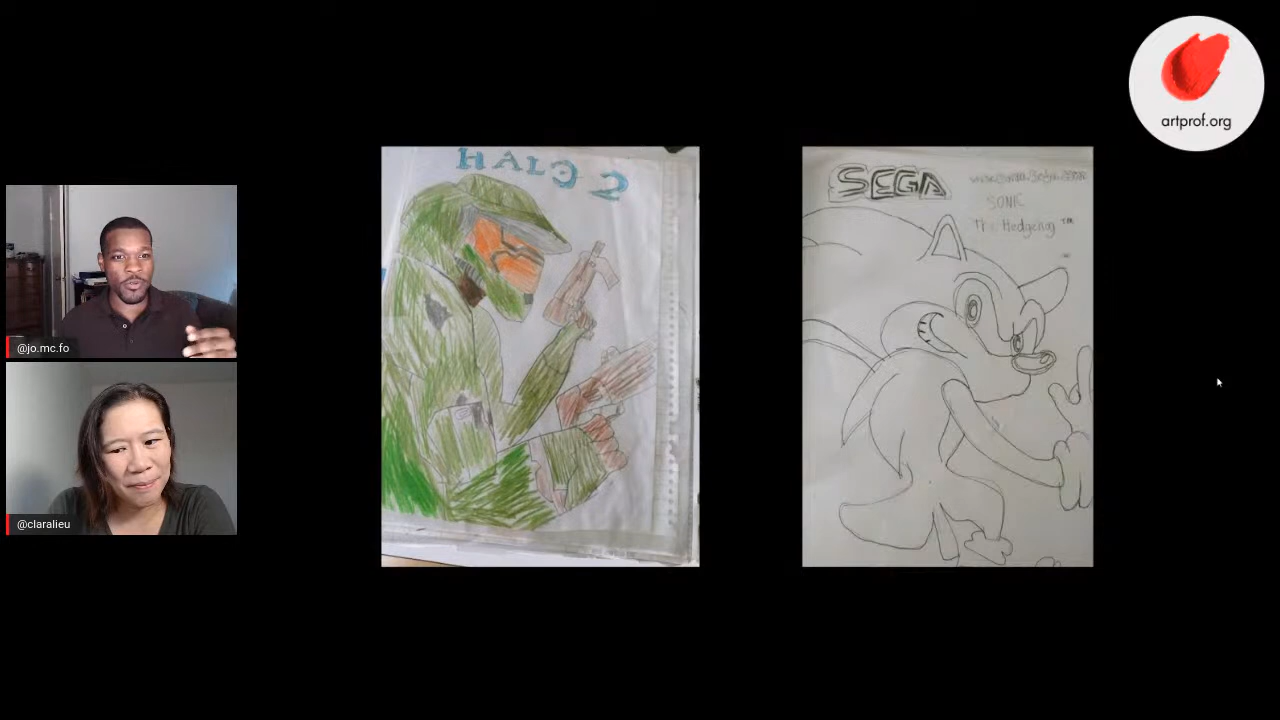 artprof.org
@jo.mc.fo
@claralieu
HALO 2
SEGA
SONIC
The Hedgehog ™